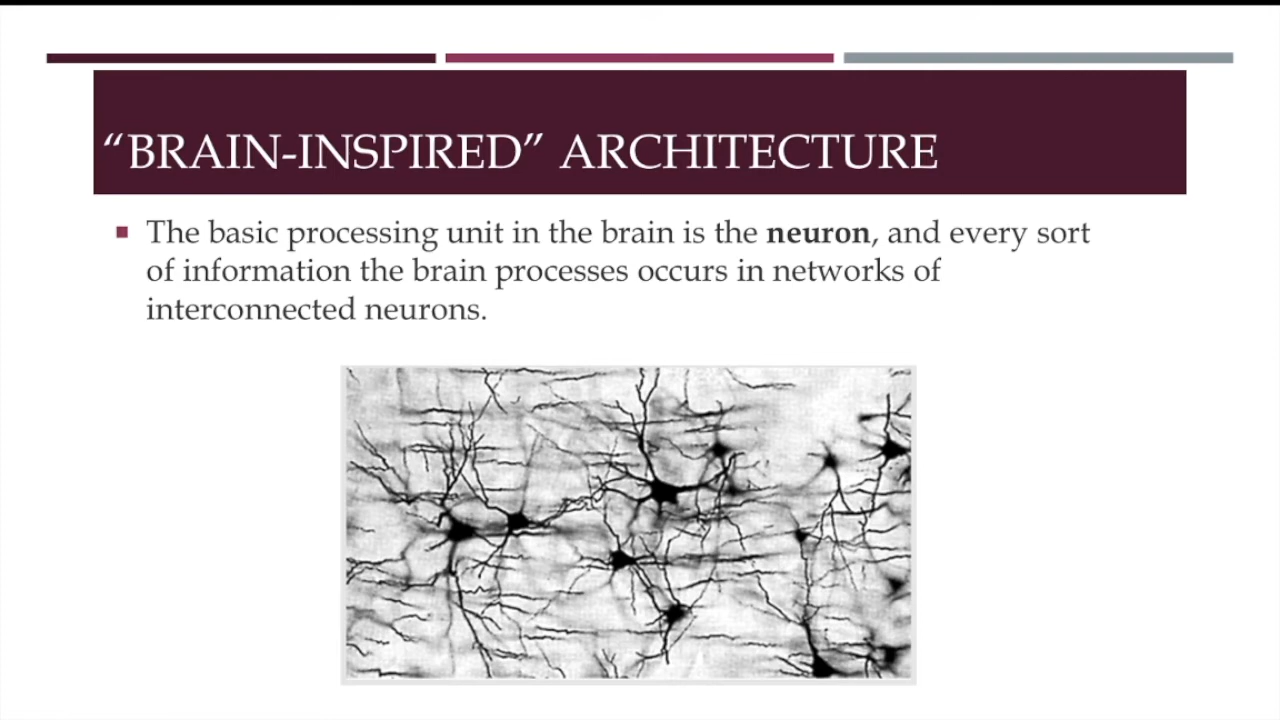 “BRAIN-INSPIRED” ARCHITECTURE
The basic processing unit in the brain is the neuron, and every sort
of information the brain processes occurs in networks of
interconnected neurons.